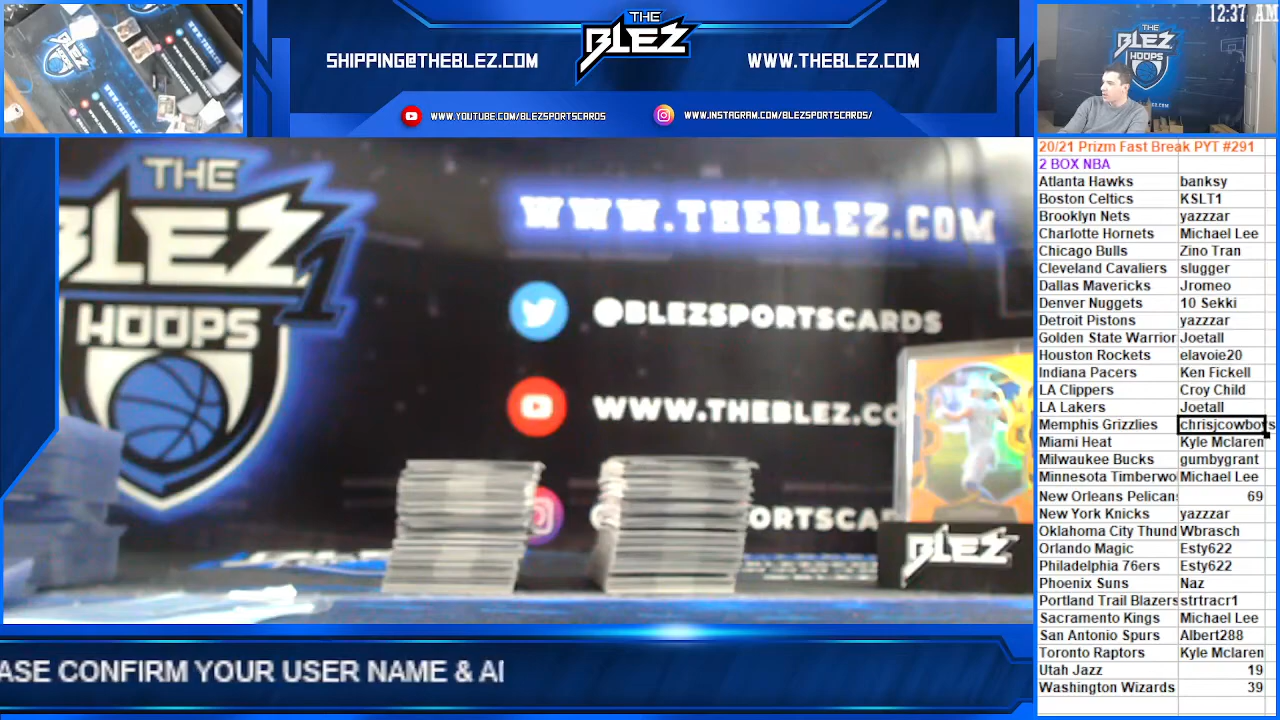 12:37 AM
THE
BLEZ
SHIPPING@THEBLEZ.COM
WWW.THEBLEZ.COM
WWW.YOUTUBE.COM/BLEZSPORTSCARDS
WWW.INSTAGRAM.COM/BLEZSPORTSCARDS/
THE
BLEZ
HOOPS
1
WWW.THEBLEZ.COM
@BLEZSPORTSCARDS
WWW.THEBLEZ.CO
ORTSCA
BLEZ
ASE CONFIRM YOUR USER NAME & AI
20/21 Prizm Fast Break PYT #291
2 BOX NBA
Atlanta Hawks banksy
Boston Celtics KSLT1
Brooklyn Nets yazzzar
Charlotte Hornets Michael Lee
Chicago Bulls Zino Tran
Cleveland Cavaliers slugger
Dallas Mavericks Jromeo
Denver Nuggets 10 Sekki
Detroit Pistons yazzzar
Golden State Warrior Joetall
Houston Rockets elavoie20
Indiana Pacers Ken Fickell
LA Clippers Croy Child
LA Lakers Joetall
Memphis Grizzlies chrisjcowboys
Miami Heat Kyle Mclaren
Milwaukee Bucks gumbygrant
Minnesota Timberwo Michael Lee
New Orleans Pelicans 69
New York Knicks yazzzar
Oklahoma City Thund Wbrasch
Orlando Magic Esty622
Philadelphia 76ers Esty622
Phoenix Suns Naz
Portland Trail Blazers strtracr1
Sacramento Kings Michael Lee
San Antonio Spurs Albert288
Toronto Raptors Kyle Mclaren
Utah Jazz 19
Washington Wizards 39